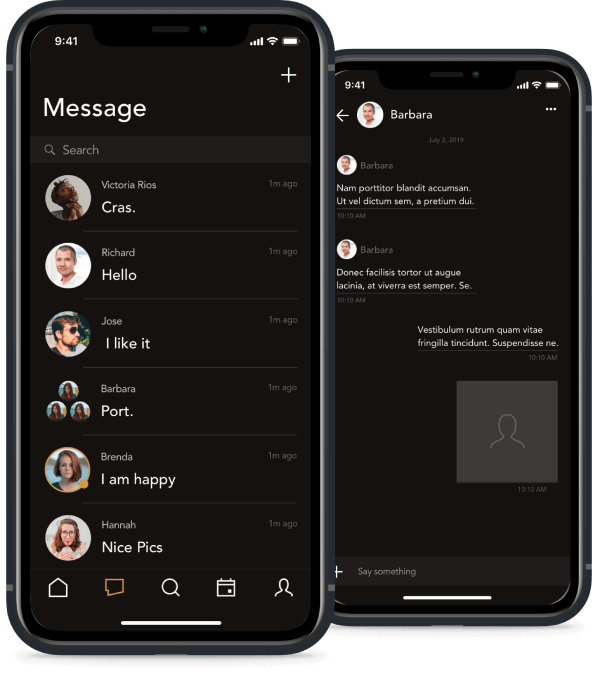 9:41
Message
Search
Victoria Rios
1m ago
Cras.
Richard
1m ago
Hello
Jose
1m ago
I like it
Barbara
1m ago
Port.
Brenda
1m ago
I am happy
Hannah
1m ago
Nice Pics
9:41
Barbara
July 2, 2019
Barbara
Nam porttitor blandit accumsan.
Ut vel dictum sem, a pretium dui.
10:10 AM
Barbara
Donec facilisis tortor ut augue
lacinia, at viverra est semper. Se.
10:10 AM
Vestibulum rutrum quam vitae
fringilla tincidunt. Suspendisse ne.
10:10 AM
10:10 AM
Say something